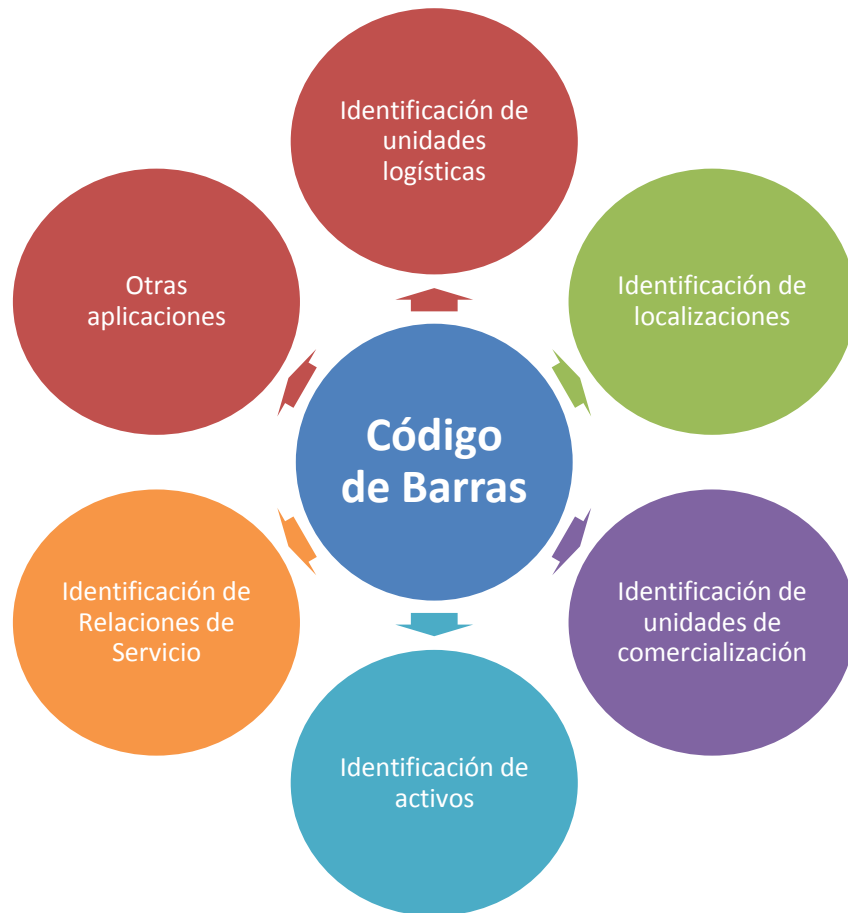 Identificación de
unidades
logísticas
Otras
aplicaciones
Identificación de
localizaciones
Código
de Barras
Identificación de
Relaciones de
Servicio
Identificación de
unidades de
comercialización
Identificación de
activos